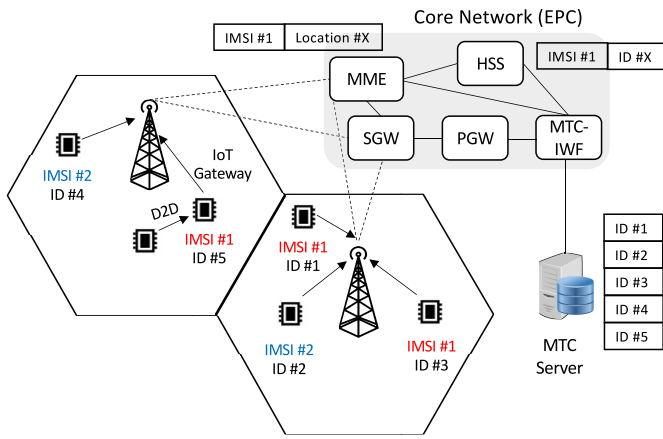 Core Network (EPC)
IMSI #1 Location #X
MME
HSS
IMSI #1 ID #X
SGW
PGW
MTC-
IWF
IoT
Gateway
IMSI #2
ID #4
D2D
IMSI #1
ID #5
IMSI #1
ID #1
IMSI #2
ID #2
IMSI #1
ID #3
MTC
Server
ID #1
ID #2
ID #3
ID #4
ID #5